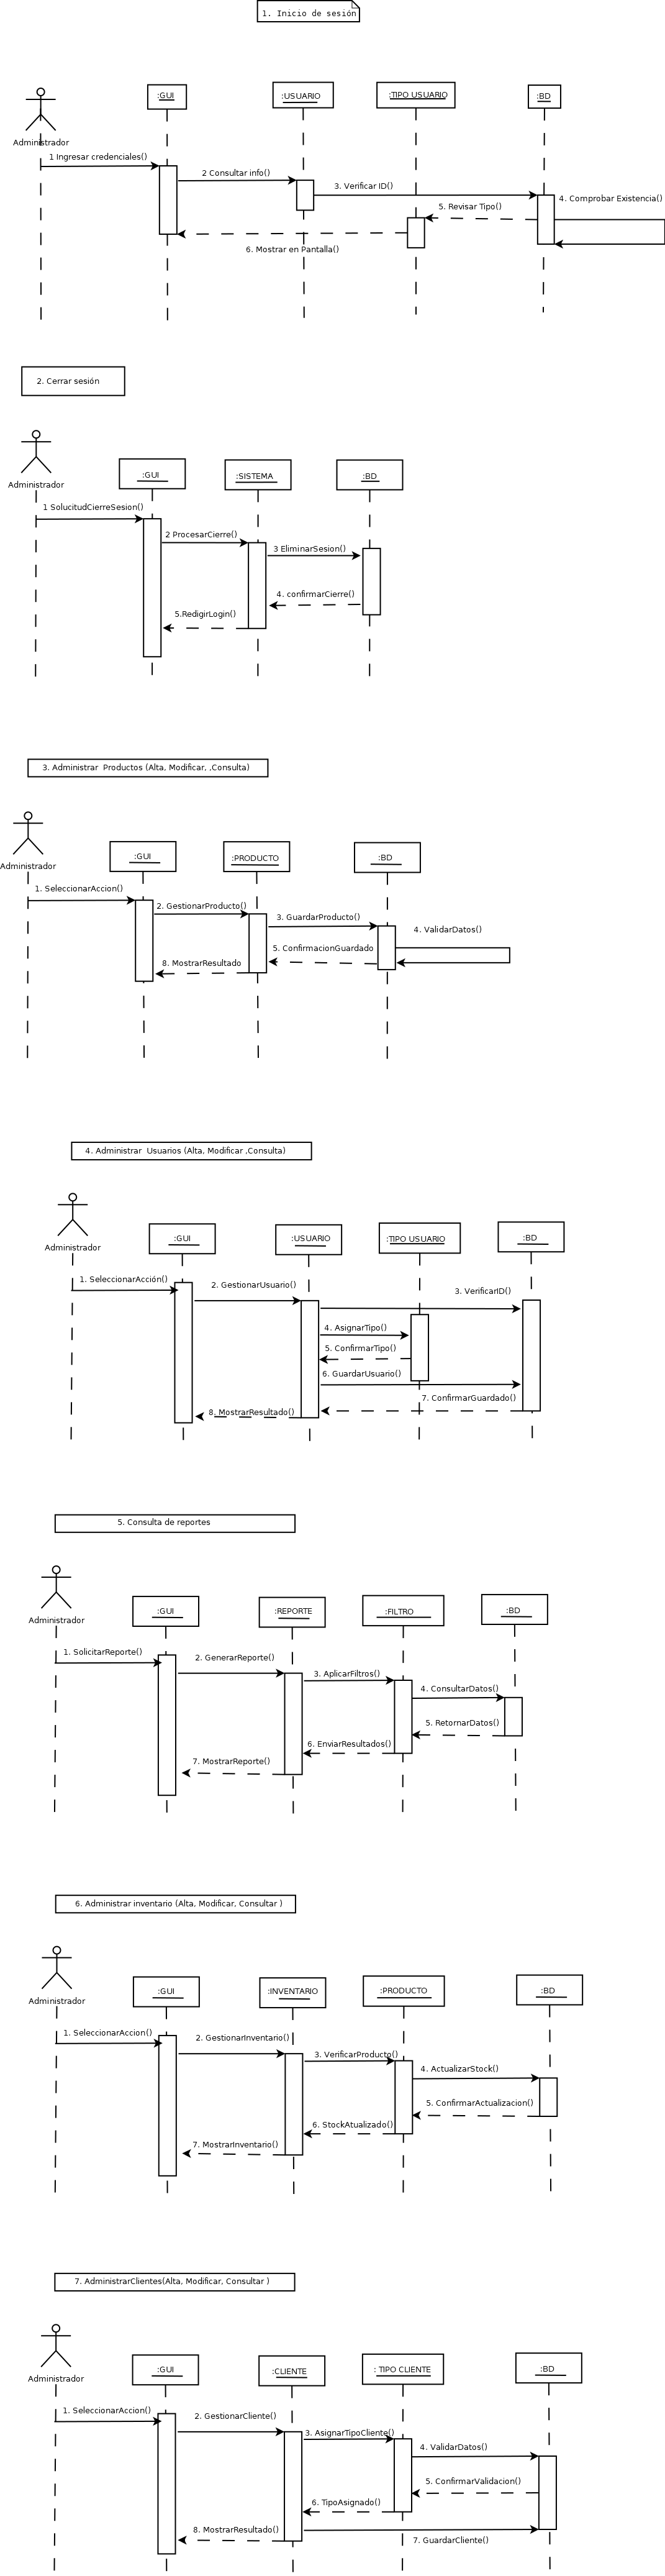 1. Inicio de sesión
:GUI
:USUARIO
:TIPO USUARIO
:BD
Administrador
1 Ingresar credenciales()
2 Consultar info()
3. Verificar ID()
4. Comprobar Existencia()
5. Revisar Tipo()
6. Mostrar en Pantalla()
2. Cerrar sesión
:GUI
:SISTEMA
:BD
Administrador
1 SolucitudCierreSesion()
2 ProcesarCierre()
3 EliminarSesion()
4. confirmarCierre()
5.RedigirLogin()
3. Administrar Productos (Alta, Modificar, ,Consulta)
:GUI
:PRODUCTO
:BD
Administrador
1. SeleccionarAccion()
2. GestionarProducto()
3. GuardarProducto()
4. ValidarDatos()
5. ConfirmacionGuardado
8. MostrarResultado
4. Administrar Usuarios (Alta, Modificar ,Consulta)
:GUI
:USUARIO
:TIPO USUARIO
:BD
Administrador
1. SeleccionarAcción()
2. GestionarUsuario()
3. VerificarID()
4. AsignarTipo()
5. ConfirmarTipo()
6. GuardarUsuario()
7. ConfirmarGuardado()
8. MostrarResultado()
5. Consulta de reportes
:GUI
:REPORTE
:FILTRO
:BD
Administrador
1. SolicitarReporte()
2. GenerarReporte()
3. AplicarFiltros()
4. ConsultarDatos()
5. RetornarDatos()
6. EnviarResultados()
7. MostrarReporte()
6. Administrar inventario (Alta, Modificar, Consultar )
:GUI
:INVENTARIO
:PRODUCTO
:BD
Administrador
1. SeleccionarAccion()
2. GestionarInventario()
3. VerificarProducto()
4. ActualizarStock()
5. ConfirmarActualizacion()
6. StockAtualizado()
7. MostrarInventario()
7. AdministrarClientes(Alta, Modificar, Consultar )
:GUI
:CLIENTE
: TIPO CLIENTE
:BD
Administrador
1. SeleccionarAccion()
2. GestionarCliente()
3. AsignarTipoCliente()
4. ValidarDatos()
5. ConfirmarValidacion()
6. TipoAsignado()
8. MostrarResultado()
7. GuardarCliente()